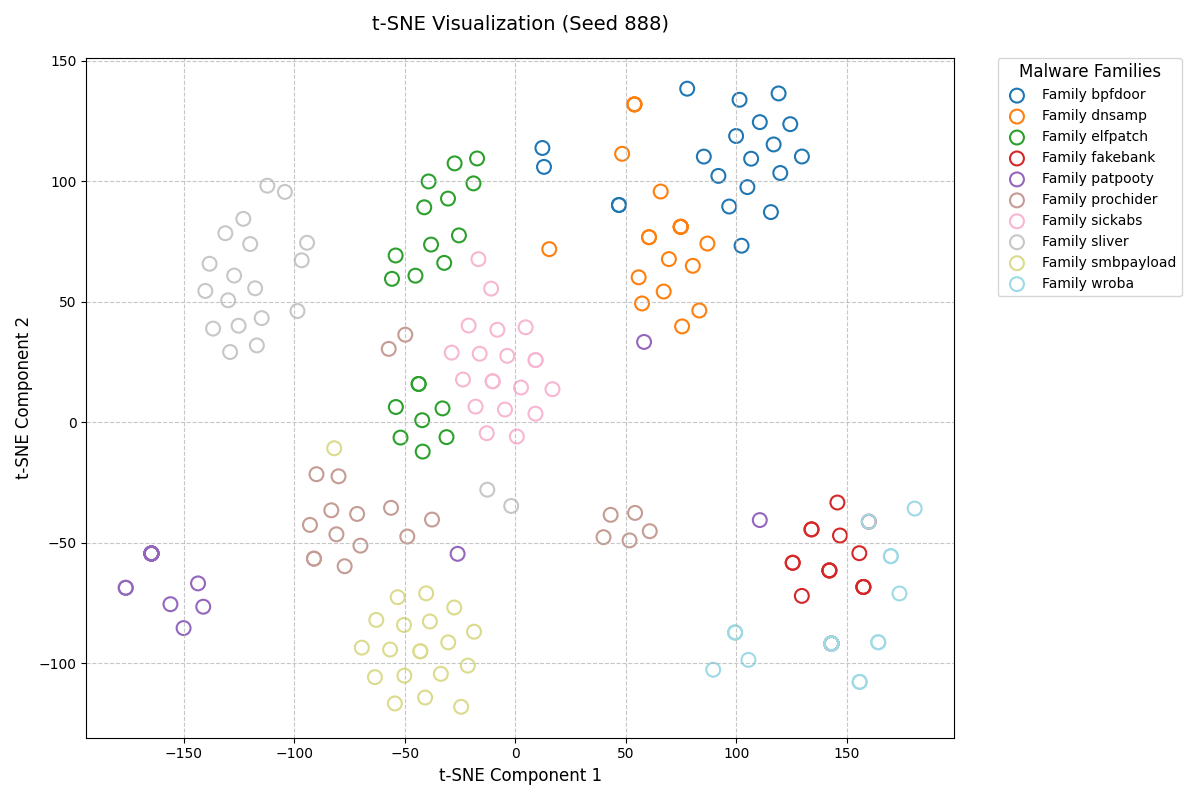 t-SNE Visualization (Seed 888)
Malware Families
Family bpfdoor
Family dnsamp
Family elfpatch
Family fakebank
Family patpooty
Family prochider
Family sickabs
Family sliver
Family smbpayload
Family wroba
t-SNE Component 2
150
100
50
0
−50
−100
−150 −100 −50 0 50 100 150
t-SNE Component 1